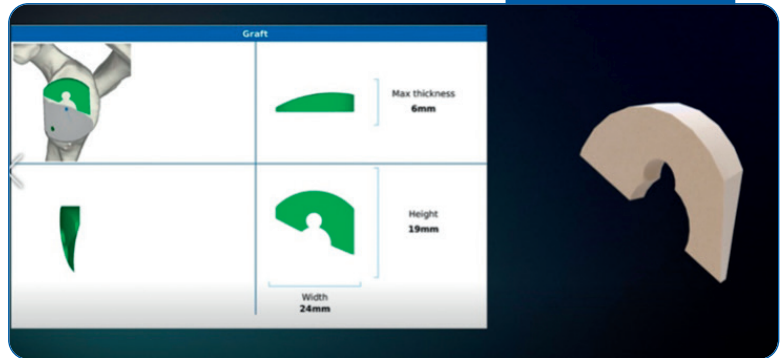 Graft
Max thickness
6mm
Height
19mm
Width
24mm